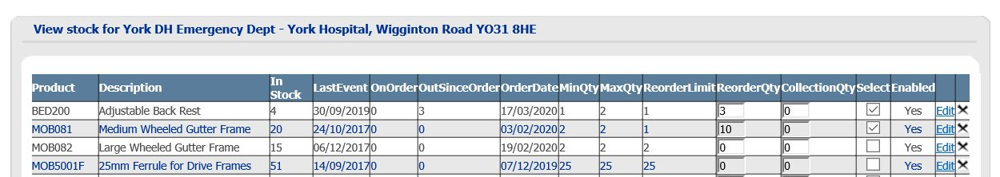 View stock for York DH Emergency Dept - York Hospital, Wigginton Road YO31 8HE
Product Description In Stock LastEvent OnOrder OutSinceOrder OrderDate MinQty MaxQty ReorderLimit ReorderQty CollectionQty Select Enabled
BED200 Adjustable Back Rest 4 30/09/2019 0 3 17/03/2020 1 2 1 3 0 Yes Edit
MOB081 Medium Wheeled Gutter Frame 20 24/10/2017 0 0 03/02/2020 2 2 1 10 0 Yes Edit
MOB082 Large Wheeled Gutter Frame 15 06/12/2017 0 0 19/02/2020 2 2 2 0 0 Yes Edit
MOB5001F 25mm Ferrule for Drive Frames 51 14/09/2017 0 0 07/12/2019 25 25 25 0 0 Yes Edit